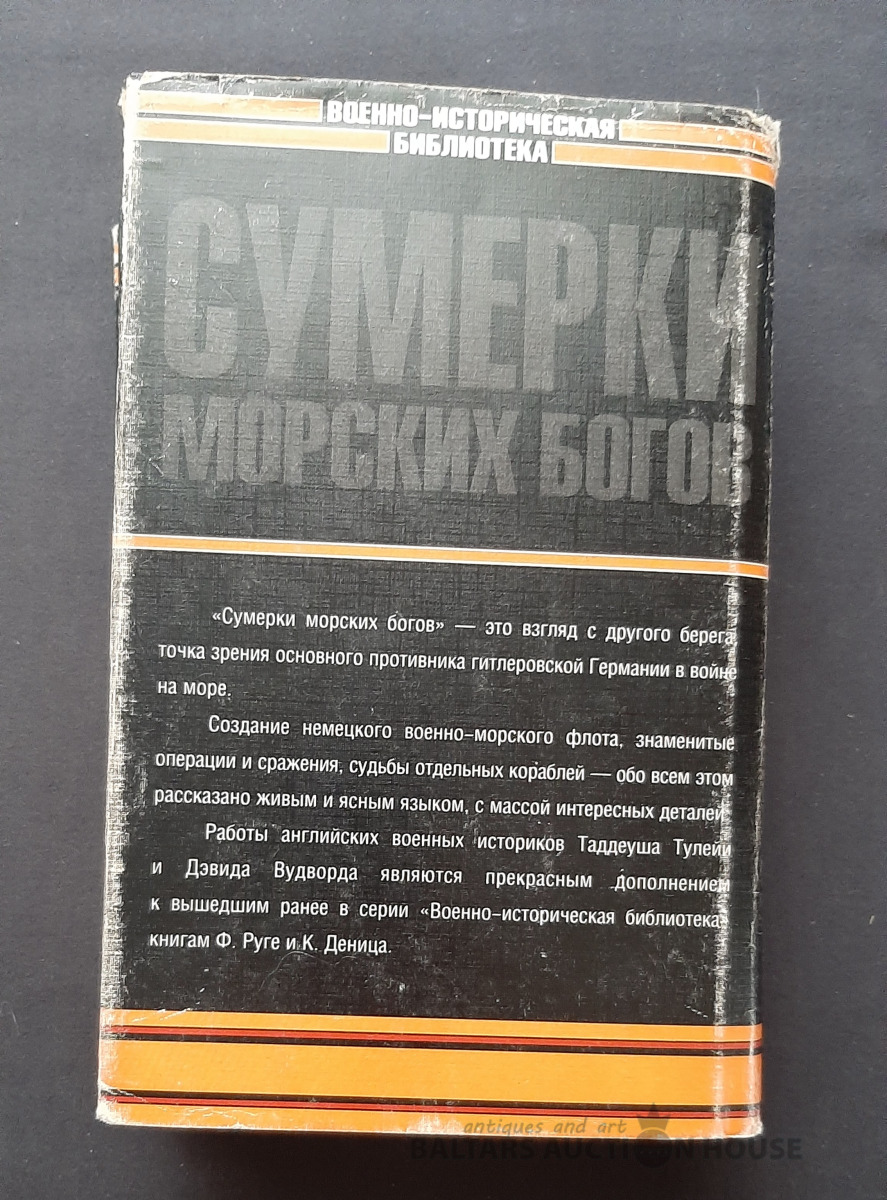 ВОЕННО-ИСТОРИЧЕСКАЯ
БИБЛИОТЕКА
СУМЕРКИ
МОРСКИХ БОГОВ
«Сумерки морских богов» — это взгляд с другого берега,
точка зрения основного противника гитлеровской Германии в войне
на море.
Создание немецкого военно-морского флота, знаменитые
операции и сражения, судьбы отдельных кораблей — обо всем этом
рассказано живым и ясным языком, с массой интересных деталей.
Работы английских военных историков Таддеуша Тулейи
и Дэвида Вудворда являются прекрасным дополнением
к вышедшим ранее в серии «Военно-историческая библиотека»
книгам Ф. Руге и К. Деница.
antiques and art
BALTARS AUCTION HOUSE